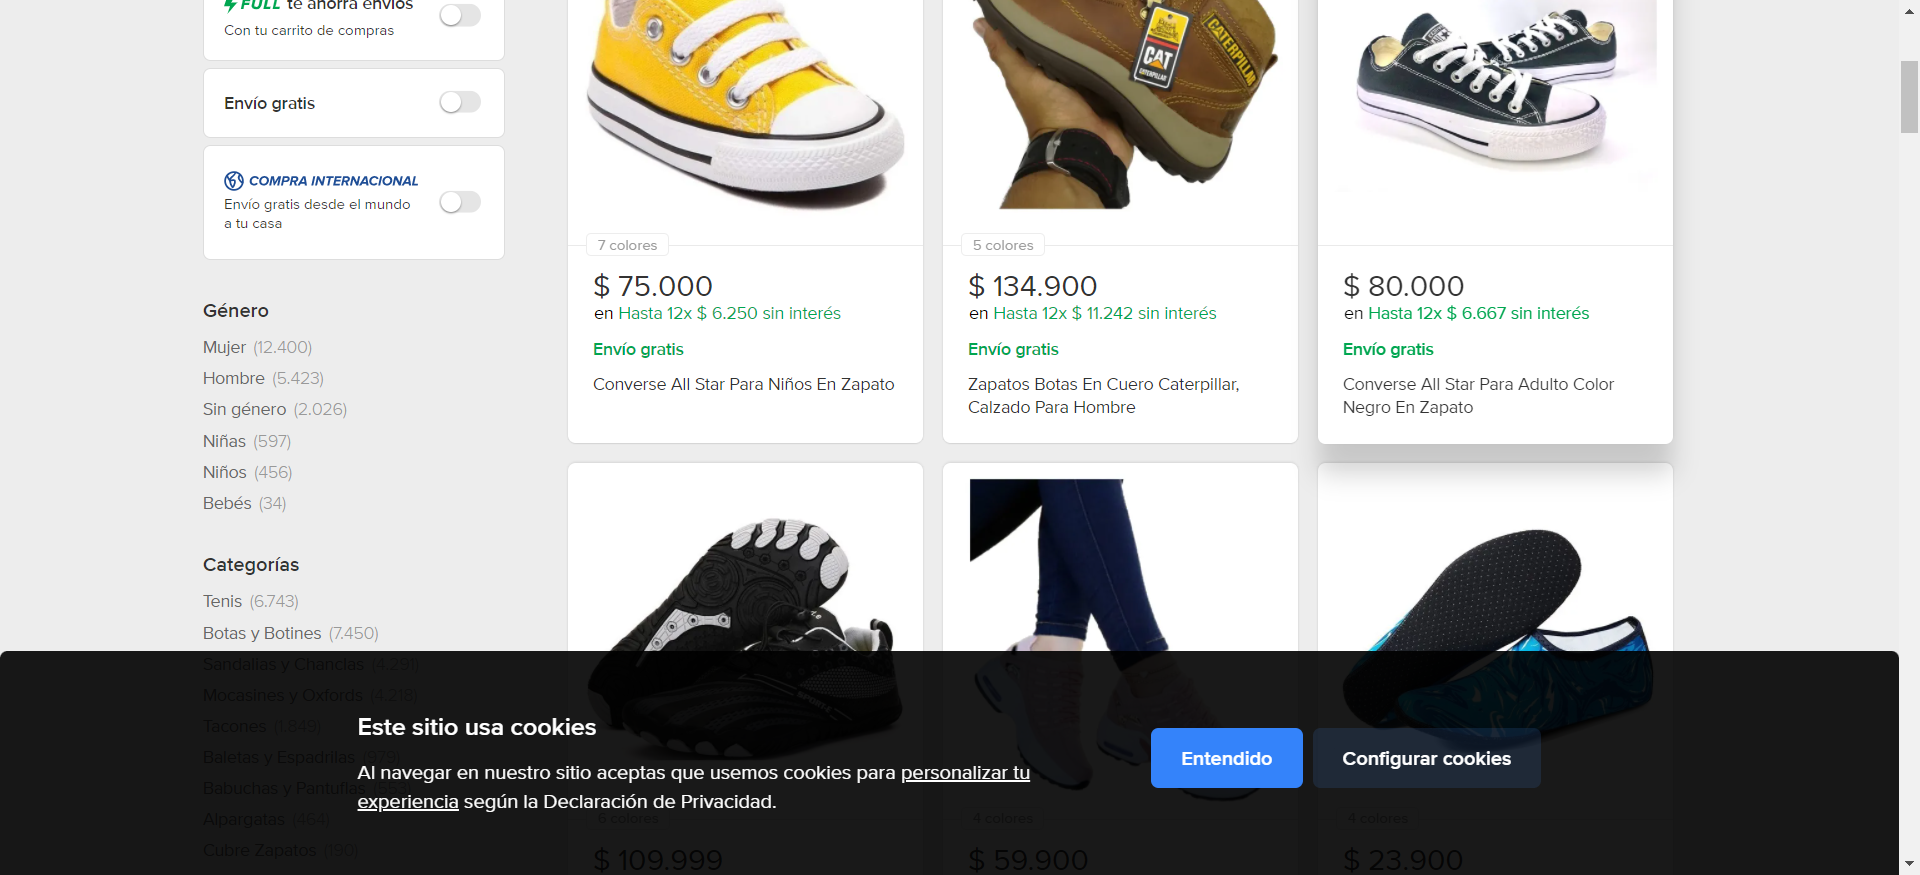 FULL te ahorra envíos
Con tu carrito de compras
Envío gratis
COMPRA INTERNACIONAL
Envío gratis desde el mundo
a tu casa
Género
Mujer (12.400)
Hombre (5.423)
Sin género (2.026)
Niñas (597)
Niños (456)
Bebés (34)
Categorías
Tenis (6.743)
Botas y Botines (7.450)
Sandalias y Chanclas (4.291)
Mocasines y Oxfords (4.218)
Tacones (1.849)
Baletas y Espadrilas (979)
Babuchas y Pantuflas
Alpargatas (464)
Cubre Zapatos (190)
CAT
CATERPILLAR
CATERPILLAR
7 colores
$ 75.000
en Hasta 12x $ 6.250 sin interés
Envío gratis
Converse All Star Para Niños En Zapato
5 colores
$ 134.900
en Hasta 12x $ 11.242 sin interés
Envío gratis
Zapatos Botas En Cuero Caterpillar,
Calzado Para Hombre
$ 80.000
en Hasta 12x $ 6.667 sin interés
Envío gratis
Converse All Star Para Adulto Color
Negro En Zapato
6 colores
$ 109.999
4 colores
$ 59.900
4 colores
$ 23.900
Este sitio usa cookies
Al navegar en nuestro sitio aceptas que usemos cookies para personalizar tu
experiencia según la Declaración de Privacidad.
Entendido
Configurar cookies